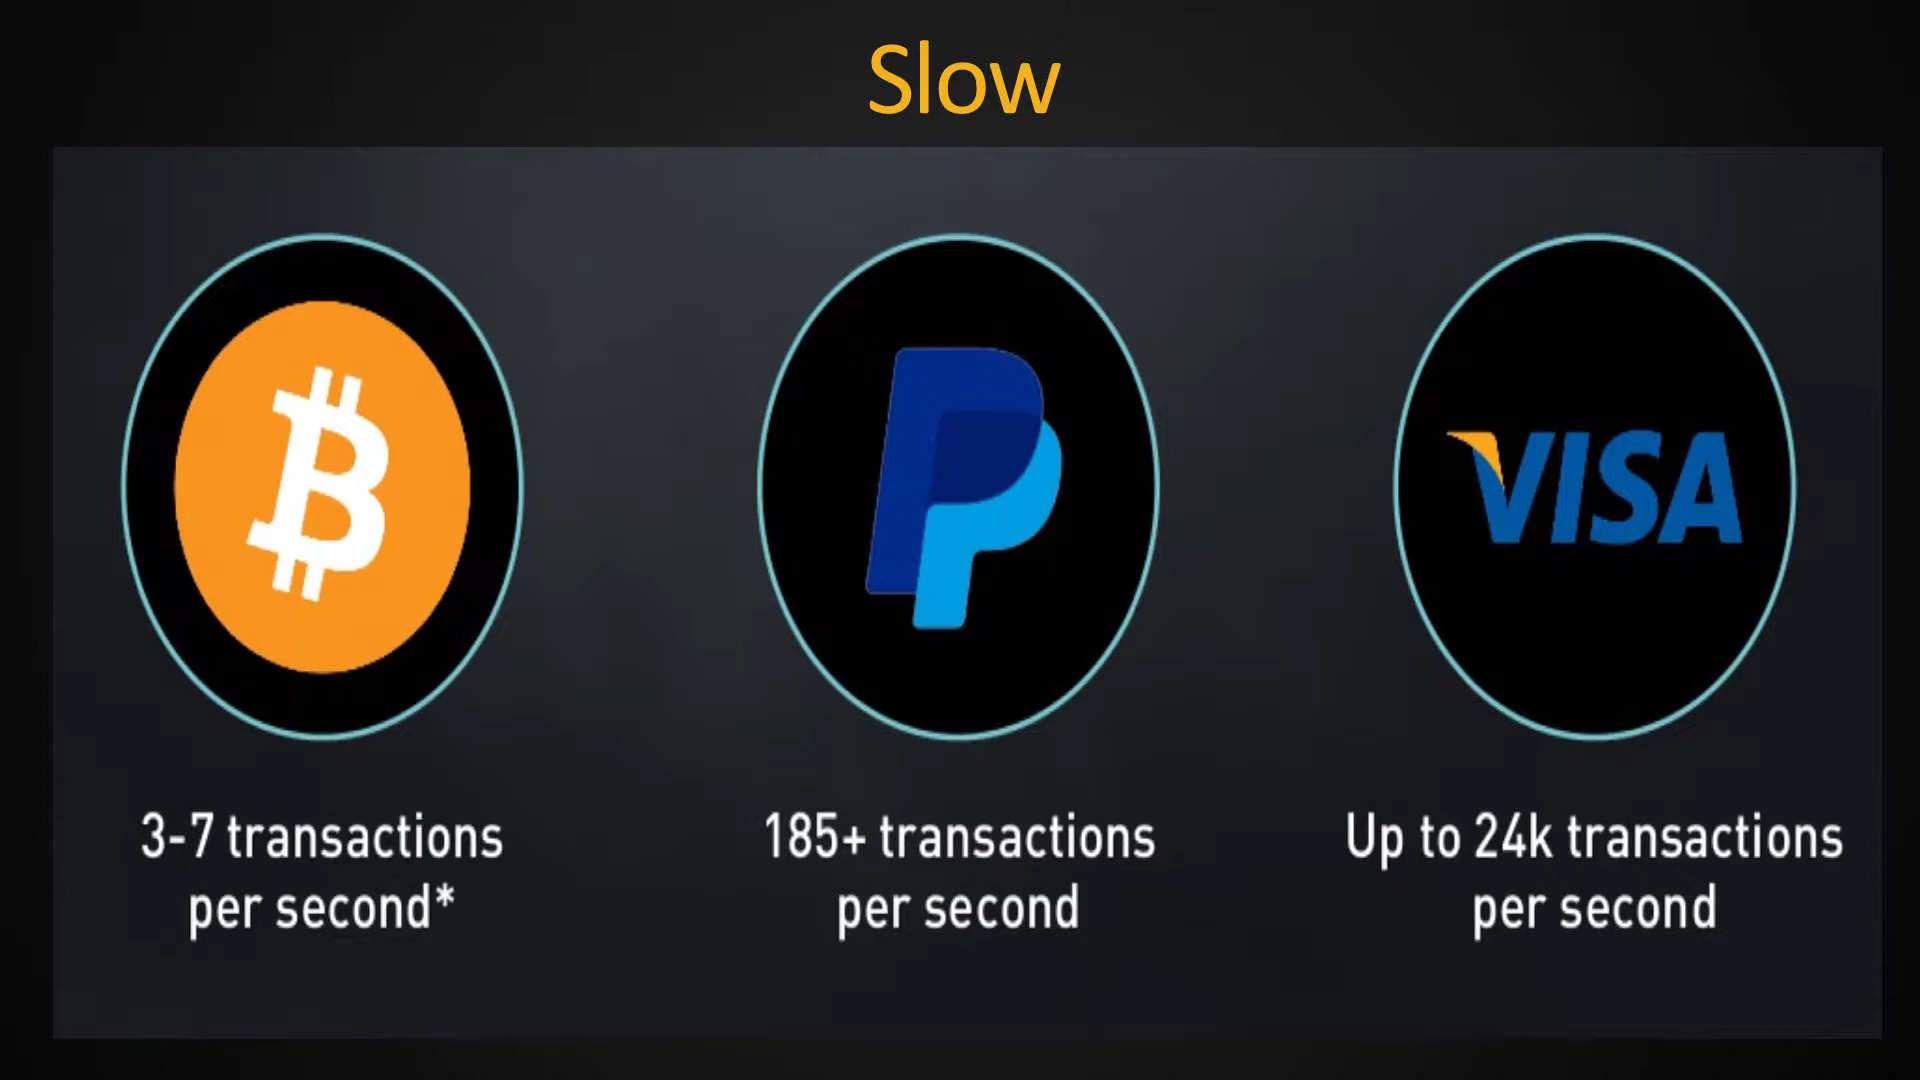 Slow
VISA
3-7 transactions
per second*
185+ transactions
per second
Up to 24k transactions
per second